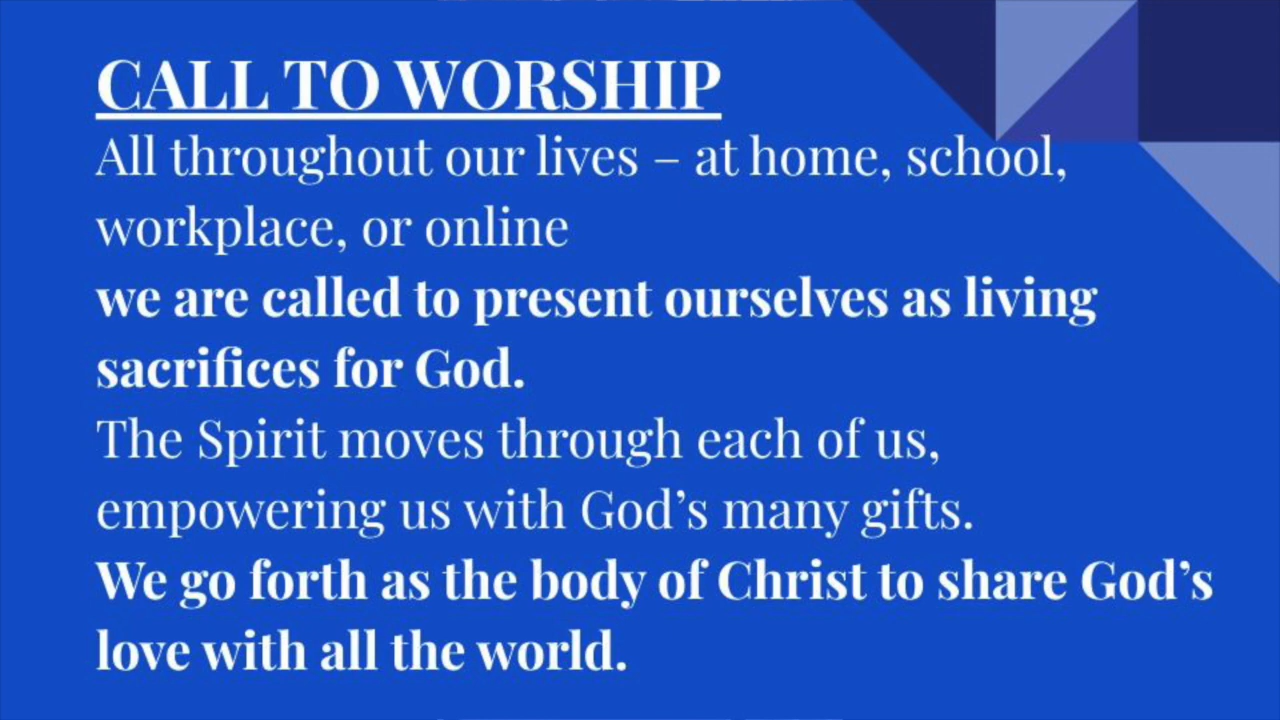 CALL TO WORSHIP
All throughout our lives – at home, school,
workplace, or online
we are called to present ourselves as living
sacrifices for God.
The Spirit moves through each of us,
empowering us with God’s many gifts.
We go forth as the body of Christ to share God’s
love with all the world.